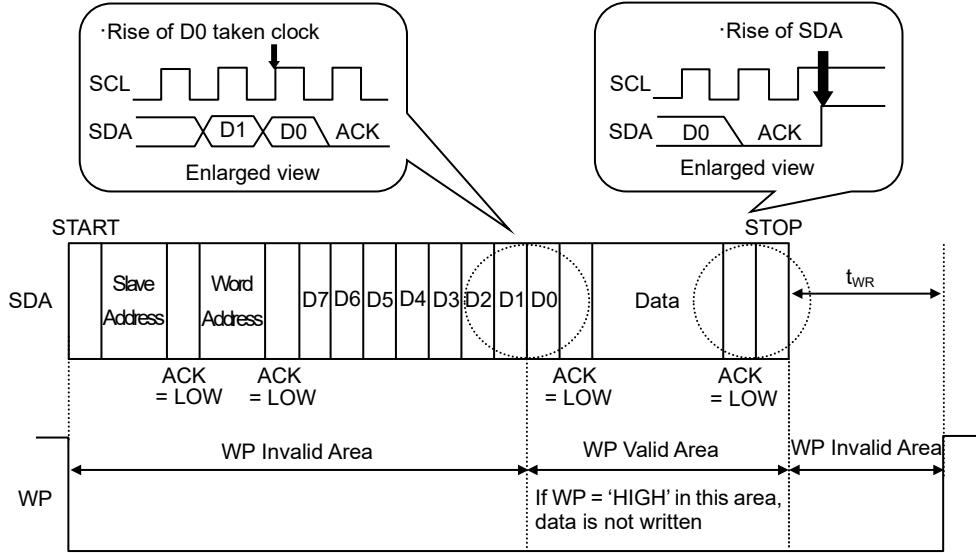 ·Rise of D0 taken clock
SCL
SDA
D1
D0
ACK
Enlarged view
·Rise of SDA
SCL
SDA
D0
ACK
Enlarged view
START
STOP
SDA
Slave
Address
Word
Address
D7
D6
D5
D4
D3
D2
D1
D0
Data
tWR
ACK
= LOW
ACK
= LOW
ACK
= LOW
ACK
= LOW
WP Invalid Area
WP Valid Area
WP Invalid Area
WP
If WP = ‘HIGH’ in this area,
data is not written